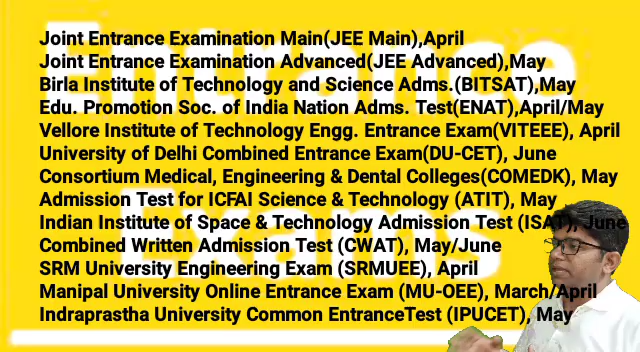 Entrance
Exams
Joint Entrance Examination Main(JEE Main),April
Joint Entrance Examination Advanced(JEE Advanced),May
Birla Institute of Technology and Science Adms.(BITSAT),May
Edu. Promotion Soc. of India Nation Adms. Test(ENAT),April/May
Vellore Institute of Technology Engg. Entrance Exam(VITEEE), April
University of Delhi Combined Entrance Exam(DU-CET), June
Consortium Medical, Engineering & Dental Colleges(COMEDK), May
Admission Test for ICFAI Science & Technology (ATIT), May
Indian Institute of Space & Technology Admission Test (ISAT), June
Combined Written Admission Test (CWAT), May/June
SRM University Engineering Exam (SRMUEE), April
Manipal University Online Entrance Exam (MU-OEE), March/April
Indraprastha University Common EntranceTest (IPUCET), May